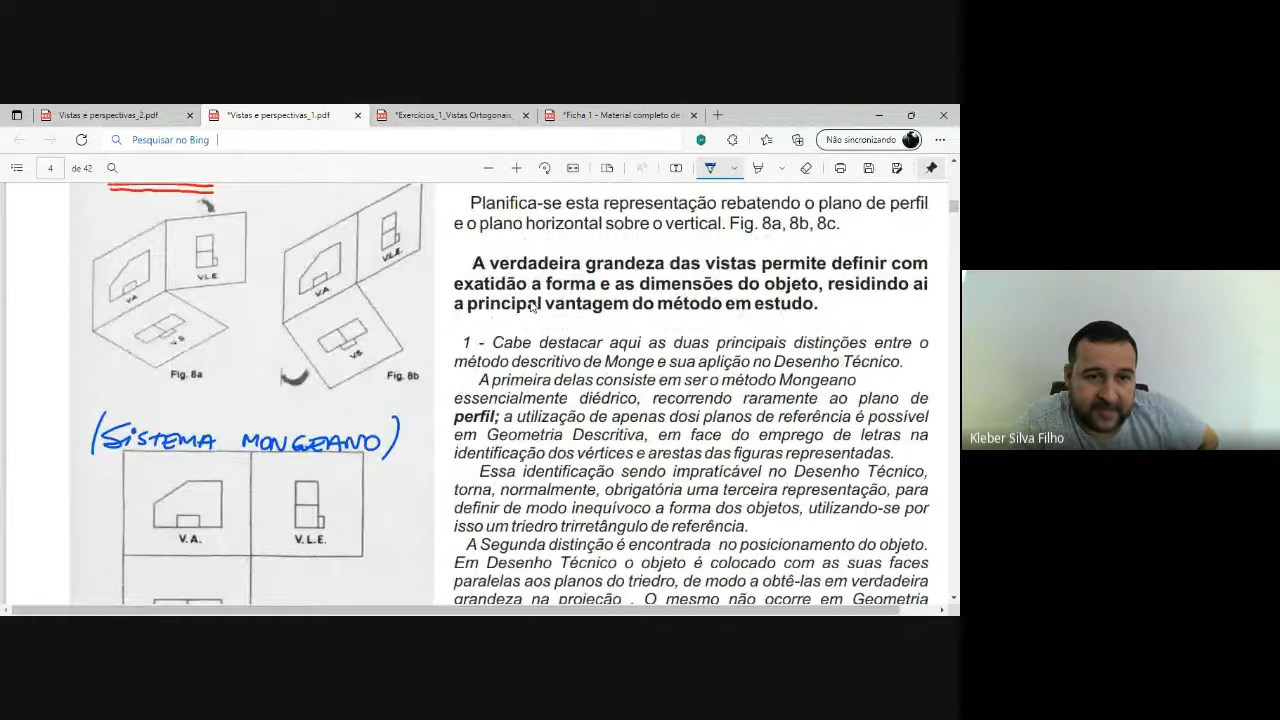 Vistas e perspectivas_2.pdf
*Vistas e perspectivas_1.pdf
*Exercícios_1_Vistas Ortogonais_
*Ficha 1 - Material completo de
Pesquisar no Bing
Não sincronizando
4 de 42
V.A.
V.L.E.
V.S
Fig. 8a
V.A.
V.L.E.
V.S
Fig. 8b
(SISTEMA MONGEANO)
V.A.
V.L.E.
Planifica-se esta representação rebatendo o plano de perfil
e o plano horizontal sobre o vertical. Fig. 8a, 8b, 8c.
A verdadeira grandeza das vistas permite definir com
exatidão a forma e as dimensões do objeto, residindo ai
a principal vantagem do método em estudo.
1 - Cabe destacar aqui as duas principais distinções entre o
método descritivo de Monge e sua aplição no Desenho Técnico.
A primeira delas consiste em ser o método Mongeano
essencialmente diédrico, recorrendo raramente ao plano de
perfil; a utilização de apenas dosi planos de referência é possível
em Geometria Descritiva, em face do emprego de letras na
identificação dos vértices e arestas das figuras representadas.
Essa identificação sendo impratícável no Desenho Técnico,
torna, normalmente, obrigatória uma terceira representação, para
definir de modo inequívoco a forma dos objetos, utilizando-se por
isso um triedro trirretângulo de referência.
A Segunda distinção é encontrada no posicionamento do objeto.
Em Desenho Técnico o objeto é colocado com as suas faces
paralelas aos planos do triedro, de modo a obtê-las em verdadeira
grandeza na projeção . O mesmo não ocorre em Geometria
Kleber Silva Filho